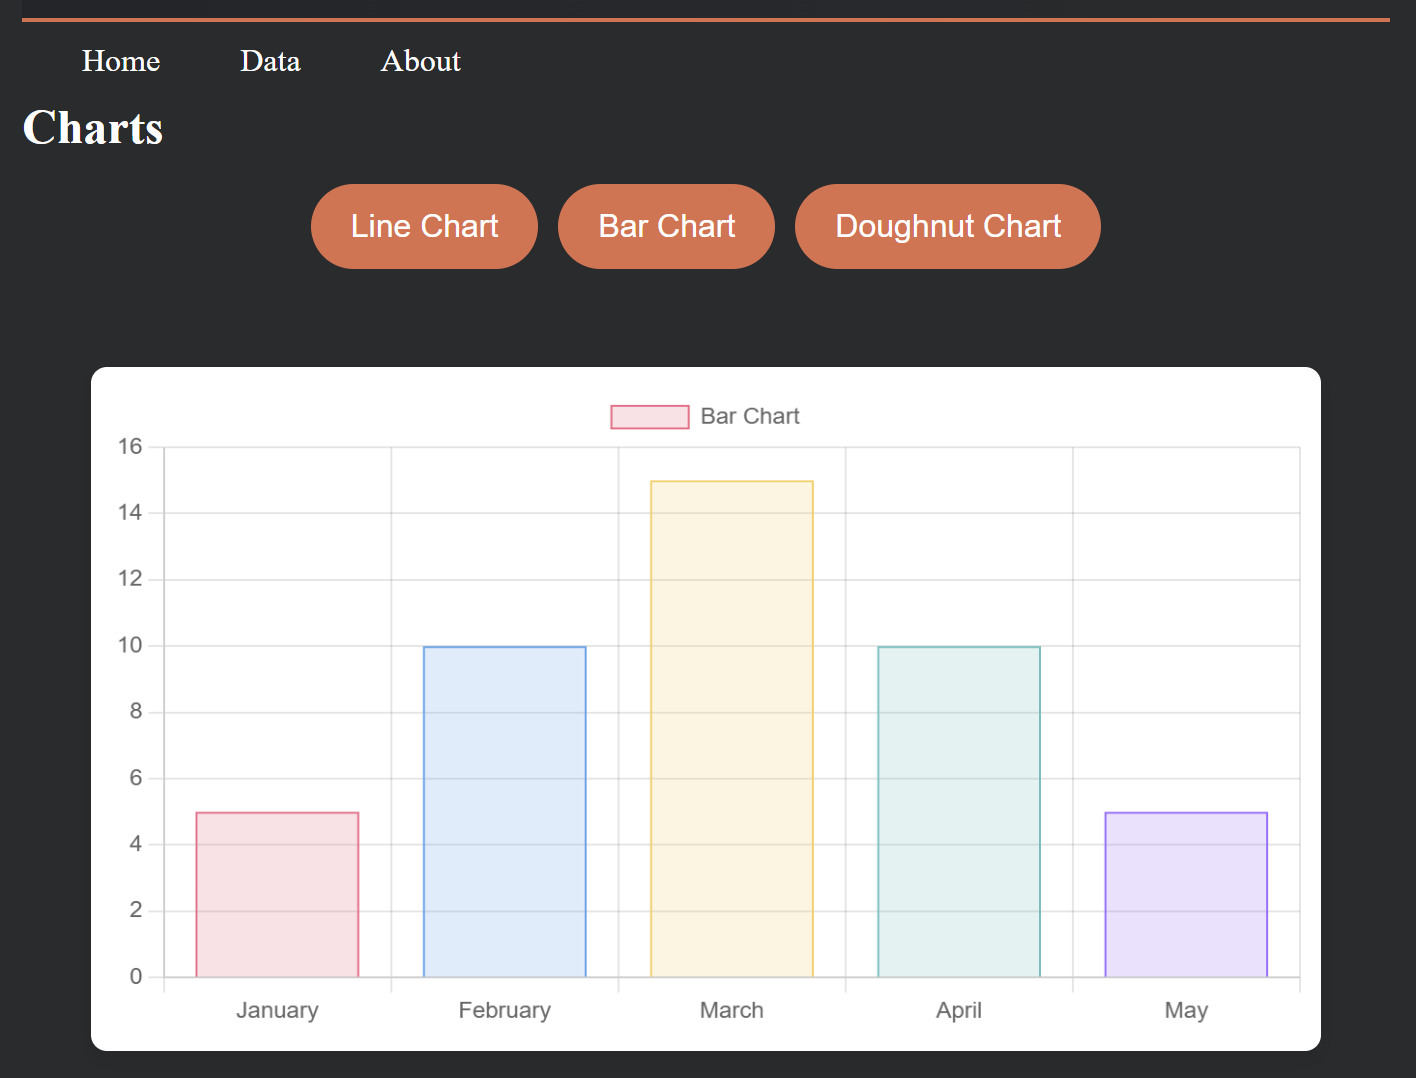 Home Data About
Charts
Line Chart Bar Chart Doughnut Chart
Bar Chart
16
14
12
10
8
6
4
2
0
January February March April May